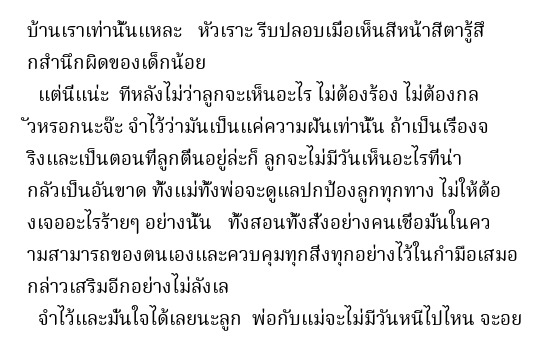 บ้านเราเท่านั้นแหละ   หัวเราะ รีบปลอบเมื่อเห็นสีหน้าสีตารู้สึ
กสำนึกผิดของเด็กน้อย
แต่นี่แน่ะ  ทีหลังไม่ว่าลูกจะเห็นอะไร ไม่ต้องร้อง ไม่ต้องกล
ัวหรอกนะจ๊ะ จำไว้ว่ามันเป็นแค่ความฝันเท่านั้น ถ้าเป็นเรื่องจ
ริงและเป็นตอนที่ลูกตื่นอยู่ล่ะก็ ลูกจะไม่มีวันเห็นอะไรที่น่า
กลัวเป็นอันขาด ทั้งแม่ทั้งพ่อจะดูแลปกป้องลูกทุกทาง ไม่ให้ต้อ
งเจออะไรร้ายๆ อย่างนั้น   ทั้งสอนทั้งสั่งอย่างคนเชื่อมั่นในคว
ามสามารถของตนเองและควบคุมทุกสิ่งทุกอย่างไว้ในกำมือเสมอ
กล่าวเสริมอีกอย่างไม่ลังเล
จำไว้และมั่นใจได้เลยนะลูก  พ่อกับแม่จะไม่มีวันหนีไปไหน จะอย